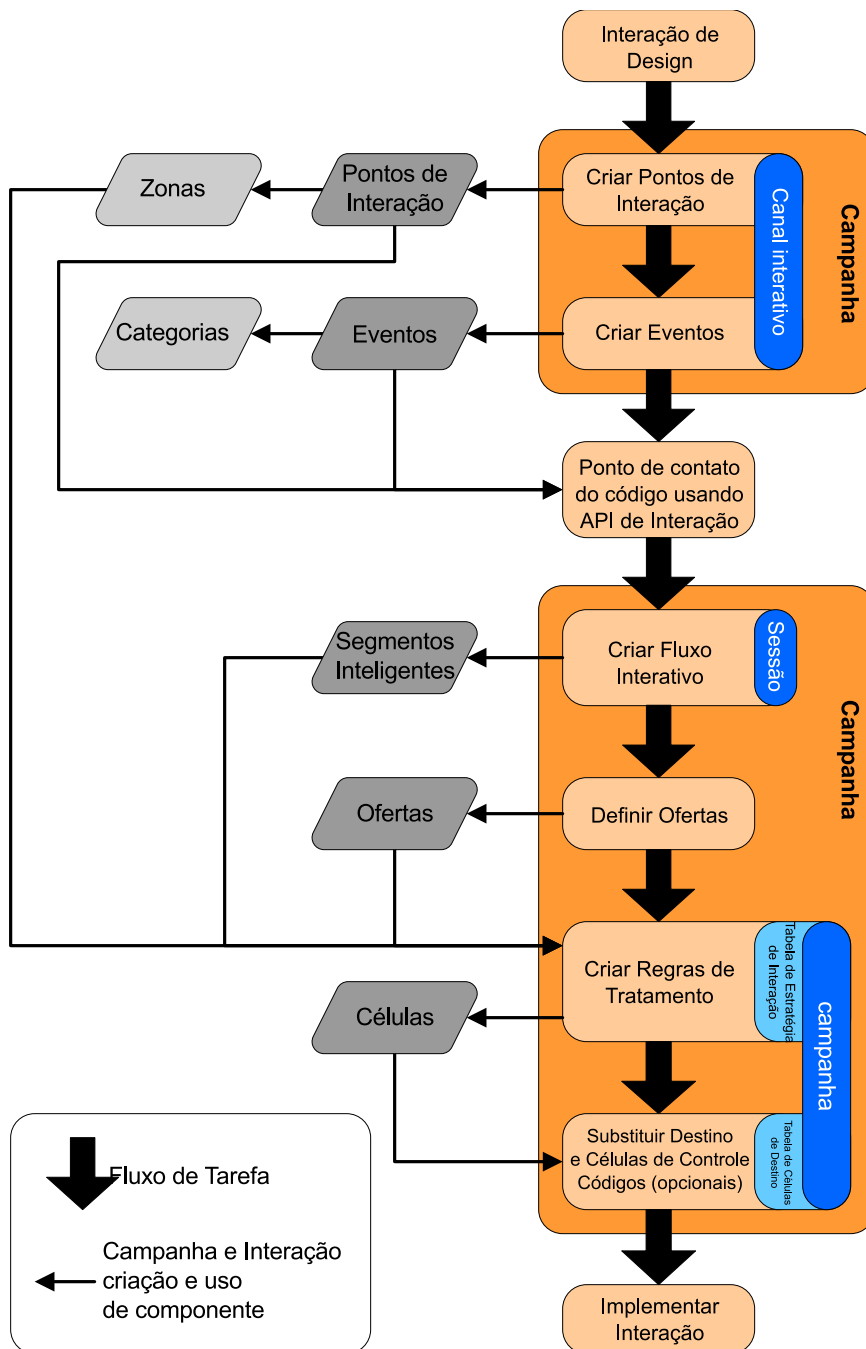 Interação de
Design
Zonas
Pontos de
Interação
Criar Pontos de
Interação
Canal interativo
Campanha
Categorias
Eventos
Criar Eventos
Ponto de contato
do código usando
API de Interação
Segmentos
Inteligentes
Criar Fluxo
Interativo
Sessão
Campanha
Ofertas
Definir Ofertas
Criar Regras de
Tratamento
Tabela de Estratégia
de Interação
campanha
Células
Substituir Destino
e Células de Controle
Códigos (opcionais)
Tabela de Células
de Destino
Fluxo de Tarefa
Campanha e Interação
criação e uso
de componente
Implementar
Interação